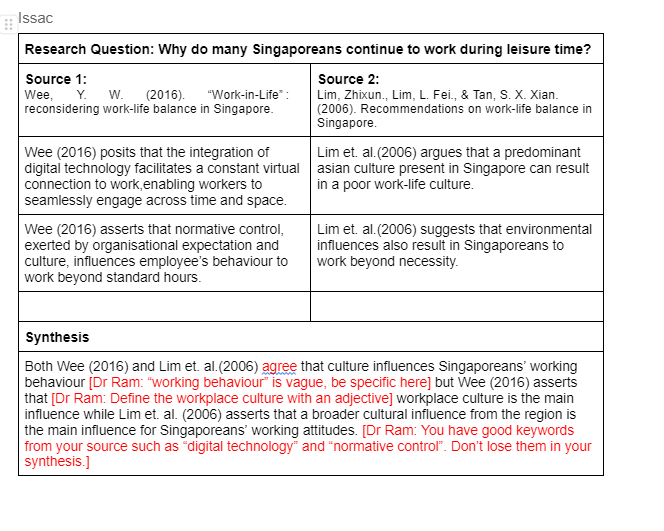 Issac
Research Question: Why do many Singaporeans continue to work during leisure time?
Source 1:
Wee, Y. W. (2016). “Work-in-Life” :
reconsidering work-life balance in Singapore.
Source 2:
Lim, Zhixun., Lim, L. Fei., & Tan, S. X. Xian.
(2006). Recommendations on work-life balance in
Singapore.
Wee (2016) posits that the integration of
digital technology facilitates a constant virtual
connection to work,enabling workers to
seamlessly engage across time and space.
Lim et. al.(2006) argues that a predominant
asian culture present in Singapore can result
in a poor work-life culture.
Wee (2016) asserts that normative control,
exerted by organisational expectation and
culture, influences employee’s behaviour to
work beyond standard hours.
Lim et. al.(2006) suggests that environmental
influences also result in Singaporeans to
work beyond necessity.
Synthesis
Both Wee (2016) and Lim et. al.(2006) agree that culture influences Singaporeans’ working
behaviour [Dr Ram: “working behaviour” is vague, be specific here] but Wee (2016) asserts
that [Dr Ram: Define the workplace culture with an adjective] workplace culture is the main
influence while Lim et. al. (2006) asserts that a broader cultural influence from the region is
the main influence for Singaporeans’ working attitudes. [Dr Ram: You have good keywords
from your source such as “digital technology” and “normative control”. Don’t lose them in your
synthesis.]